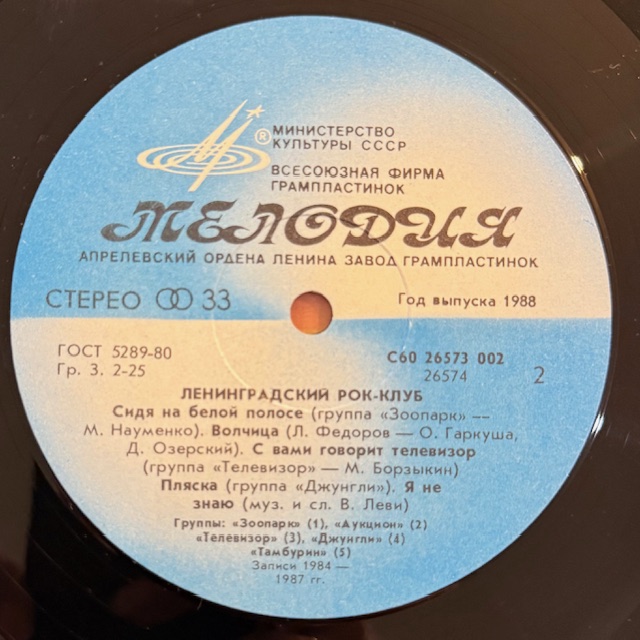 ® МИНИСТЕРСТВО
КУЛЬТУРЫ СССР
ВСЕСОЮЗНАЯ ФИРМА
ГРАМПЛАСТИНОК
МЕЛОДИЯ
АПРЕЛЕВСКИЙ ОРДЕНА ЛЕНИНА ЗАВОД ГРАМПЛАСТИНОК
СТЕРЕО 33
Год выпуска 1988
ГОСТ 5289-80
Гр. 3. 2-25
С60 26573 002
26574
2
ЛЕНИНГРАДСКИЙ РОК-КЛУБ
Сидя на белой полосе (группа «Зоопарк» —
М. Науменко). Волчица (Л. Федоров — О. Гаркуша,
Д. Озерский). С вами говорит телевизор
(группа «Телевизор» — М. Борзыкин)
Пляска (группа «Джунгли»). Я не
знаю (муз. и сл. В. Леви)
Группы: «Зоопарк» (1), «Аукцион» (2)
«Телевизор» (3), «Джунгли» (4)
«Тамбурин» (5)
Записи 1984—
1987 гг.